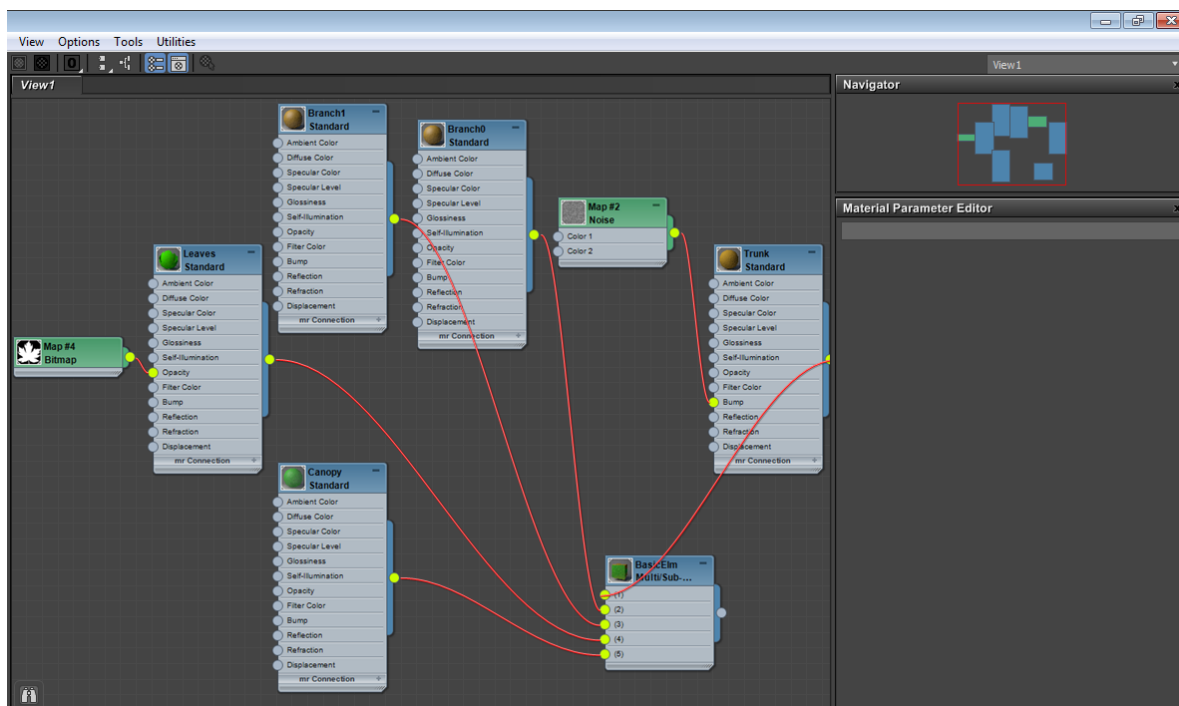 View Options Tools Utilities
0
View1
View1
Navigator
Material Parameter Editor
Branch1
Standard
Ambient Color
Diffuse Color
Specular Color
Specular Level
Glossiness
Self-Illumination
Opacity
Filter Color
Bump
Reflection
Refraction
Displacement
mr Connection +
Branch0
Standard
Ambient Color
Diffuse Color
Specular Color
Specular Level
Glossiness
Self-Illumination
Opacity
Filter Color
Bump
Reflection
Refraction
Displacement
mr Connection +
Map #2
Noise
Color 1
Color 2
Trunk
Standard
Ambient Color
Diffuse Color
Specular Color
Specular Level
Glossiness
Self-Illumination
Opacity
Filter Color
Bump
Reflection
Refraction
Displacement
mr Connection +
Leaves
Standard
Ambient Color
Diffuse Color
Specular Color
Specular Level
Glossiness
Self-Illumination
Opacity
Filter Color
Bump
Reflection
Refraction
Displacement
mr Connection +
Map #4
Bitmap
Canopy
Standard
Ambient Color
Diffuse Color
Specular Color
Specular Level
Glossiness
Self-Illumination
Opacity
Filter Color
Bump
Reflection
Refraction
Displacement
mr Connection +
BasicElm
Multi/Sub-...
(1)
(2)
(3)
(4)
(5)